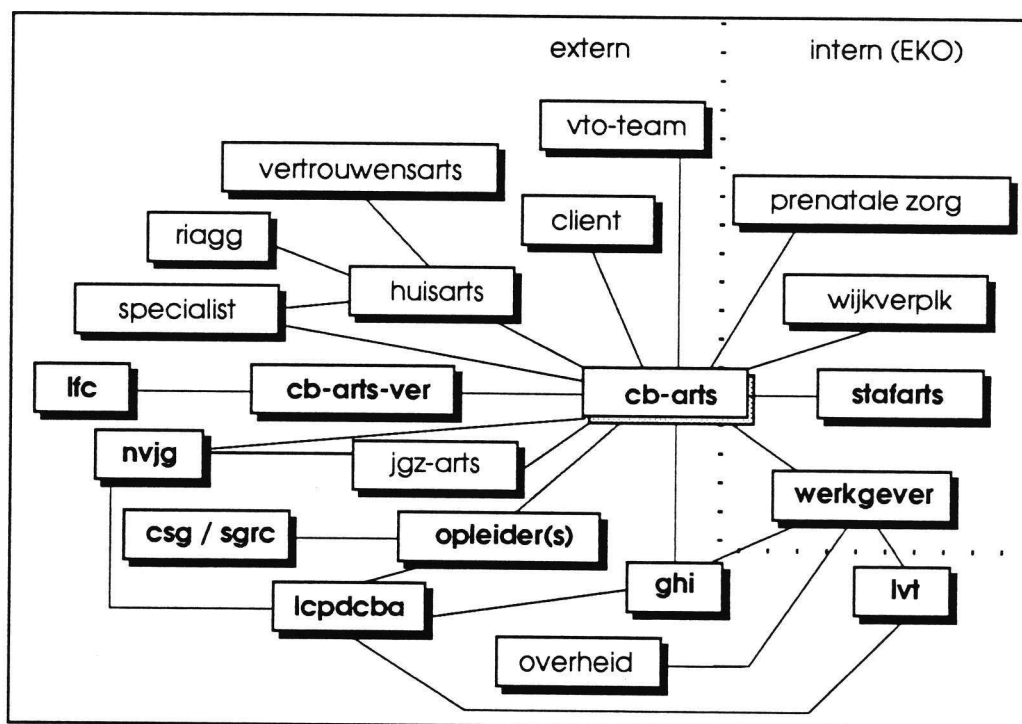 extern
intern (EKO)
vto-team
vertrouwensarts
prenatale zorg
client
riagg
huisarts
wijkverplk
specialist
lfc
cb-arts-ver
cb-arts
stafarts
nvjg
jgz-arts
werkgever
csg / sgrc
opleider(s)
ghi
lvt
lcpdcba
overheid